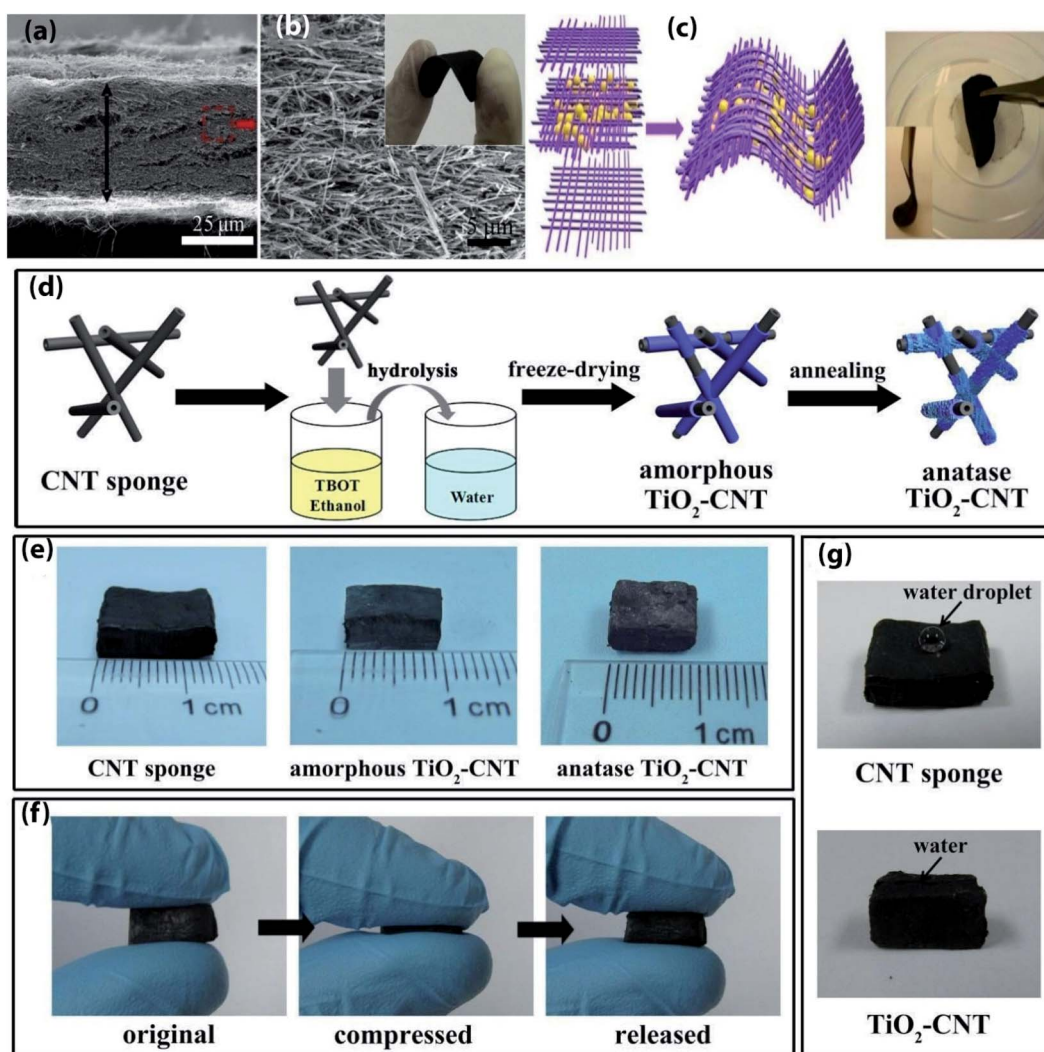 (a)
25 μm
(b)
5 μm
(c)
(d)
CNT sponge
hydrolysis
TBOT
Ethanol
Water
freeze-drying
amorphous
TiO₂-CNT
annealing
anatase
TiO₂-CNT
(e)
0 1 cm
CNT sponge
0 1 cm
amorphous TiO₂-CNT
0 1 cm
anatase TiO₂-CNT
(f)
original
compressed
released
(g)
water droplet
CNT sponge
water
TiO₂-CNT